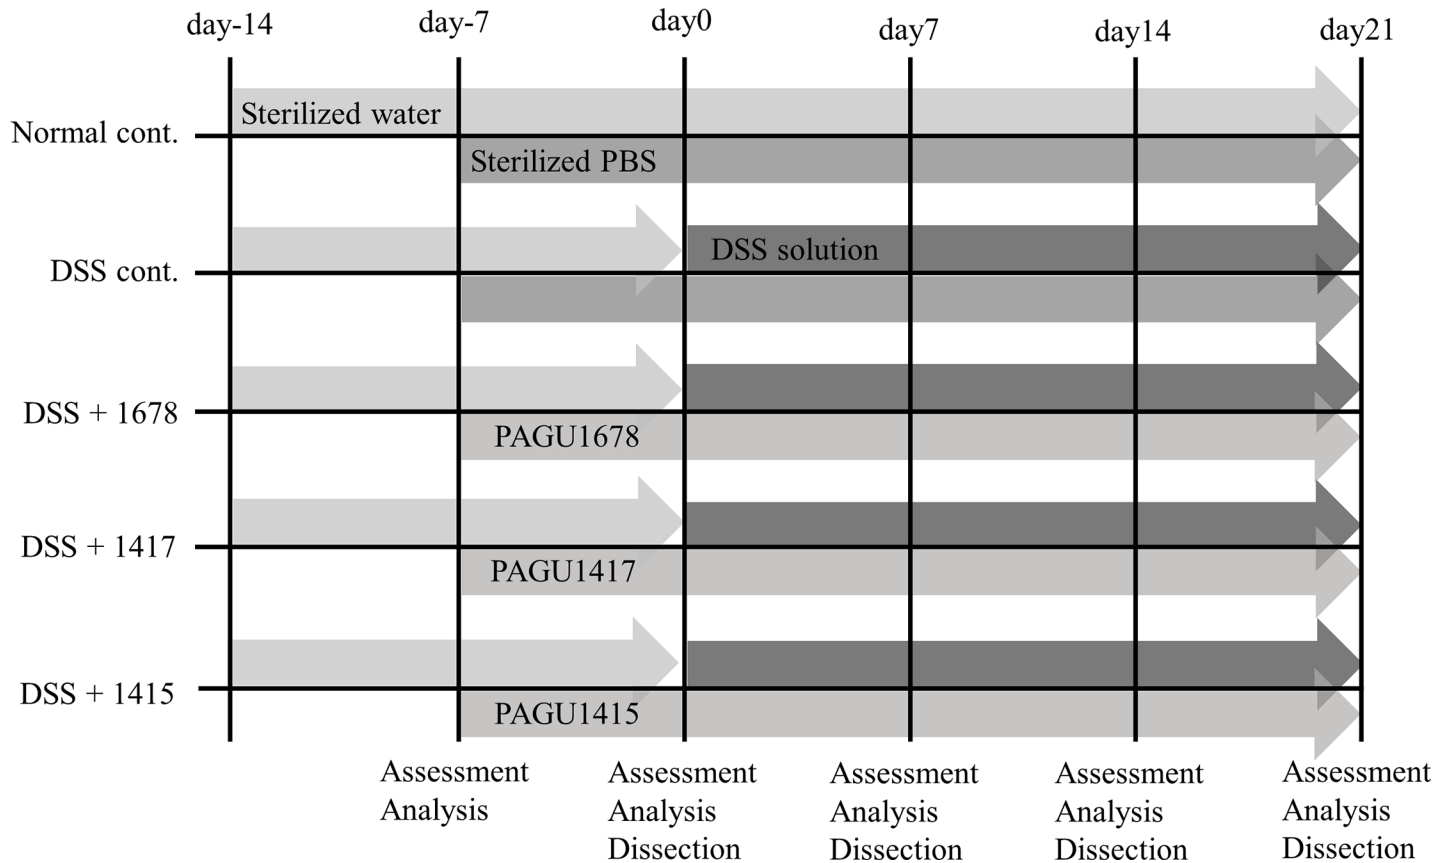 day-14
day-7
day0
day7
day14
day21
Normal cont.
Sterilized water
Sterilized PBS
DSS cont.
DSS solution
DSS + 1678
PAGU1678
DSS + 1417
PAGU1417
DSS + 1415
PAGU1415
Assessment
Analysis
Assessment
Analysis
Dissection
Assessment
Analysis
Dissection
Assessment
Analysis
Dissection
Assessment
Analysis
Dissection